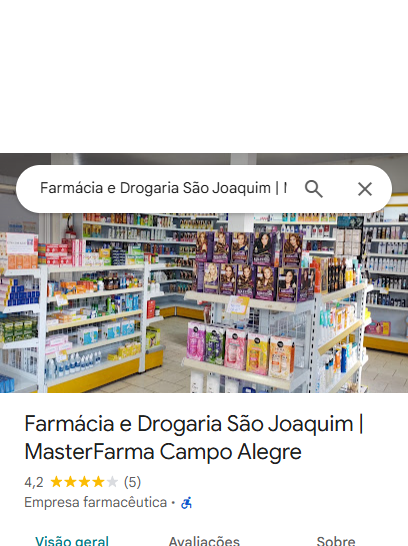 Farmácia e Drogaria São Joaquim | M
Farmácia e Drogaria São Joaquim |
MasterFarma Campo Alegre
4,2 (5)
Empresa farmacêutica ·
Visão geral Avaliações Sobre